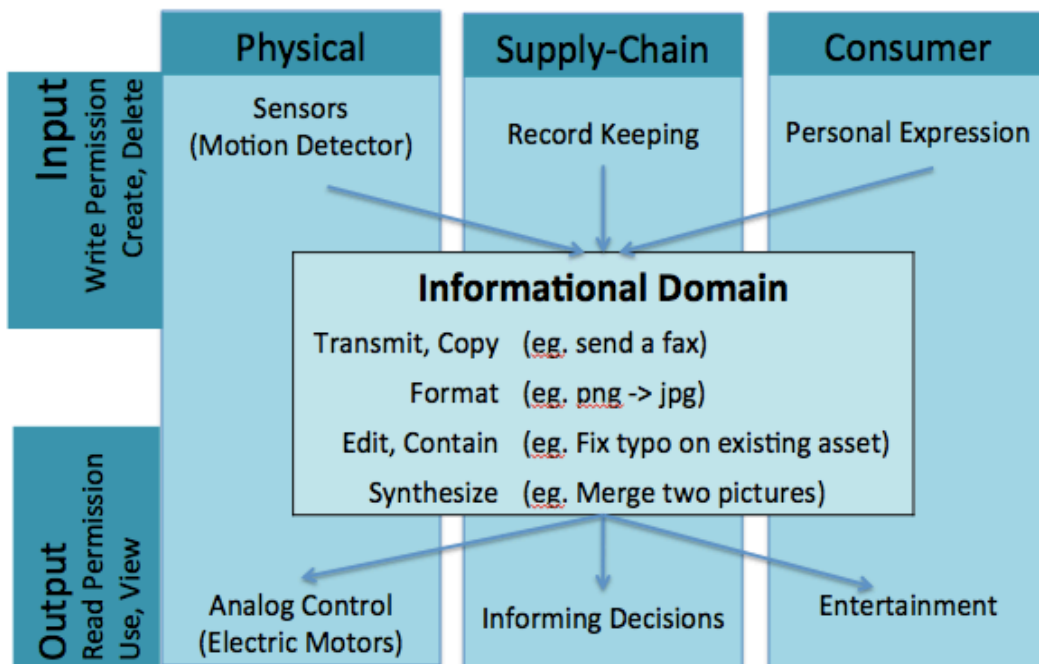 Physical
Supply-Chain
Consumer
Input
Write Permission
Create, Delete
Sensors
(Motion Detector)
Record Keeping
Personal Expression
Informational Domain
Transmit, Copy (eg. send a fax)
Format (eg. png -> jpg)
Edit, Contain (eg. Fix typo on existing asset)
Synthesize (eg. Merge two pictures)
Output
Read Permission
Use, View
Analog Control
(Electric Motors)
Informing Decisions
Entertainment